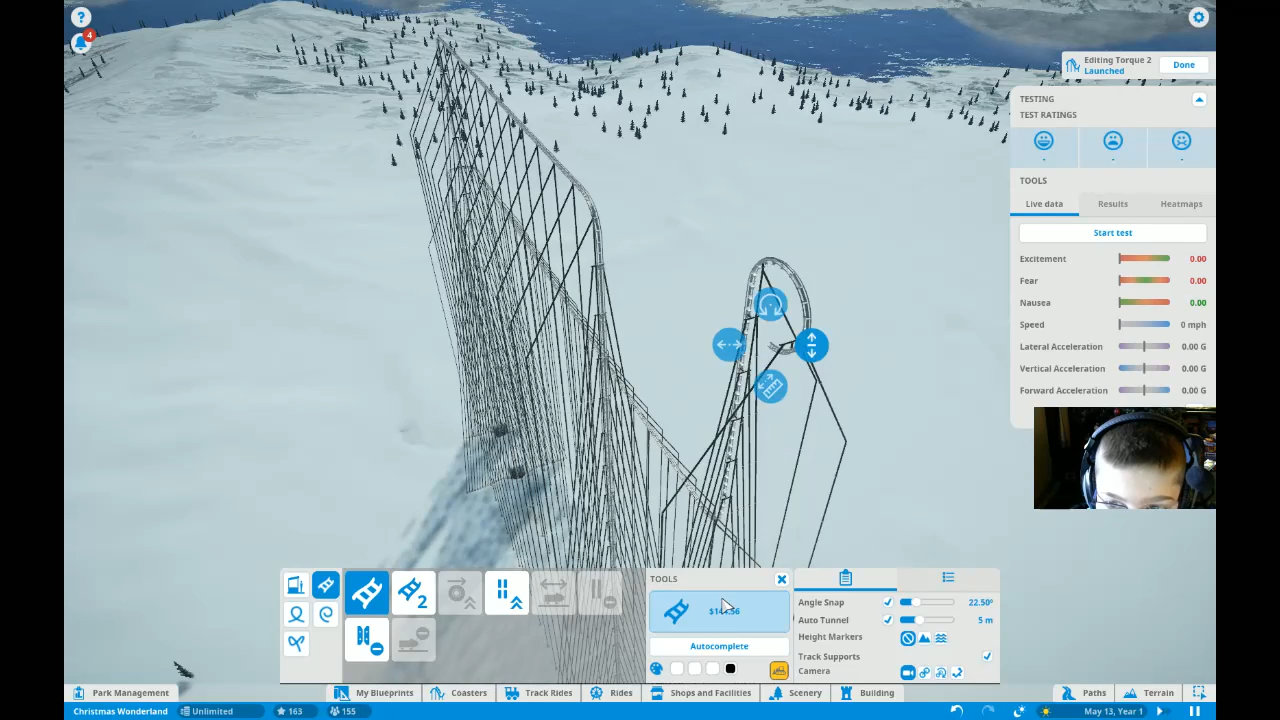 ?
4
Editing Torque 2
Launched
Done
TESTING
TEST RATINGS
- - -
TOOLS
Live data Results Heatmaps
Start test
Excitement 0.00
Fear 0.00
Nausea 0.00
Speed 0 mph
Lateral Acceleration 0.00 G
Vertical Acceleration 0.00 G
Forward Acceleration 0.00 G
2
TOOLS
Autocomplete
Angle Snap 22.50°
Auto Tunnel 5 m
Height Markers
Track Supports
Camera
Park Management My Blueprints Coasters Track Rides Rides Shops and Facilities Scenery Building Paths Terrain
Christmas Wonderland Unlimited 163 155 May 13, Year 1